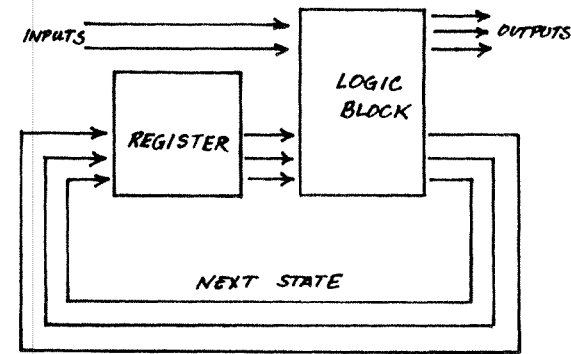 INPUTS
OUTPUTS
LOGIC
BLOCK
REGISTER
NEXT STATE